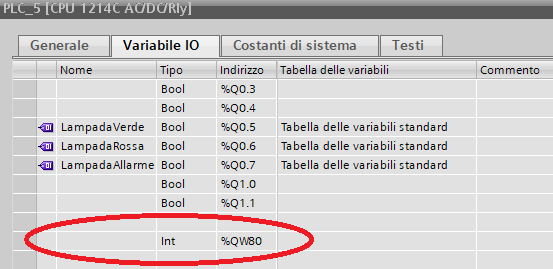 PLC_5 [CPU 1214C AC/DC/Rly]
Generale Variabile IO Costanti di sistema Testi
Nome Tipo Indirizzo Tabella delle variabili Commento
Bool %Q0.3
Bool %Q0.4
LampadaVerde Bool %Q0.5 Tabella delle variabili standard
LampadaRossa Bool %Q0.6 Tabella delle variabili standard
LampadaAllarme Bool %Q0.7 Tabella delle variabili standard
Bool %Q1.0
Bool %Q1.1
Int %QW80